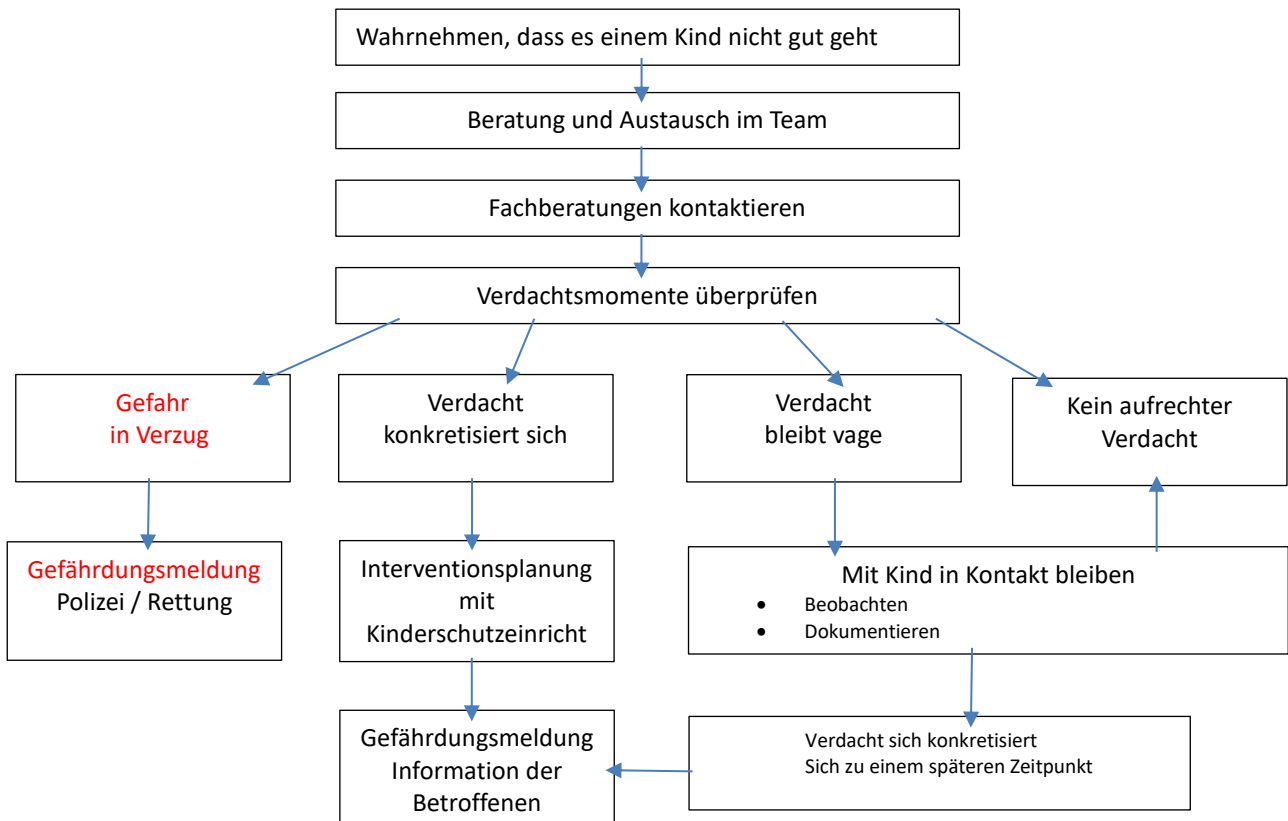 Wahrnehmen, dass es einem Kind nicht gut geht
Beratung und Austausch im Team
Fachberatungen kontaktieren
Verdachtsmomente überprüfen
Gefahr
in Verzug
Verdacht
konkretisiert sich
Verdacht
bleibt vage
Kein aufrechter
Verdacht
Gefährdungsmeldung
Polizei / Rettung
Interventionsplanung
mit
Kinderschutzeinricht
Mit Kind in Kontakt bleiben
• Beobachten
• Dokumentieren
Gefährdungsmeldung
Information der
Betroffenen
Verdacht sich konkretisiert
Sich zu einem späteren Zeitpunkt